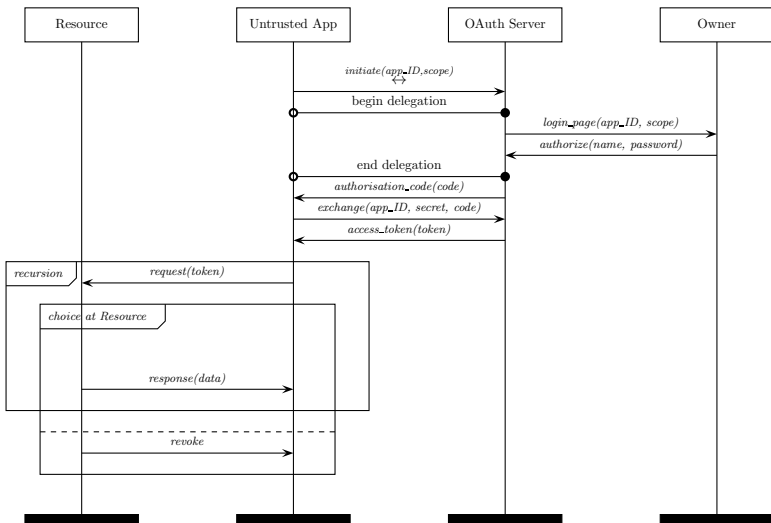 Resource
Untrusted App
OAuth Server
Owner
initiate(app_ID,scope)
↔
begin delegation
login_page(app_ID, scope)
authorize(name, password)
end delegation
authorisation_code(code)
exchange(app_ID, secret, code)
access_token(token)
recursion
request(token)
choice at Resource
response(data)
revoke